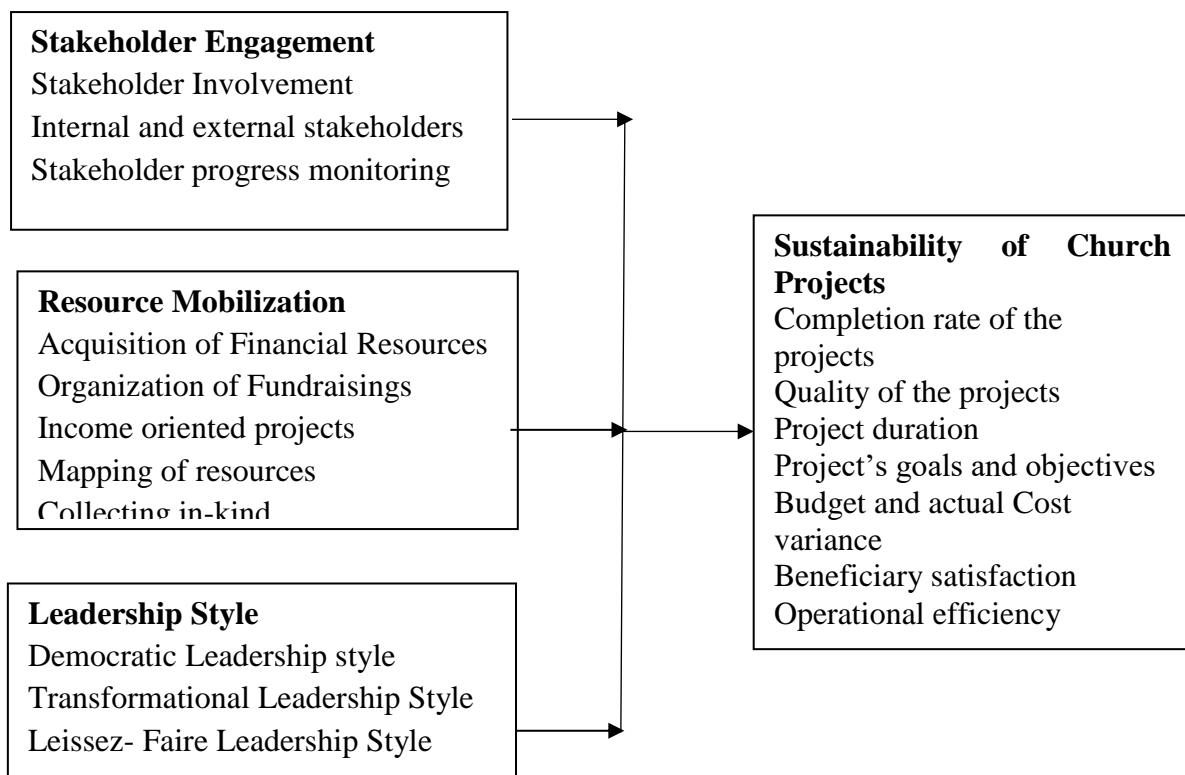 Stakeholder Engagement
Stakeholder Involvement
Internal and external stakeholders
Stakeholder progress monitoring
Resource Mobilization
Acquisition of Financial Resources
Organization of Fundraisings
Income oriented projects
Mapping of resources
Collecting in-kind
Leadership Style
Democratic Leadership style
Transformational Leadership Style
Leissez- Faire Leadership Style
Sustainability of Church
Projects
Completion rate of the
projects
Quality of the projects
Project duration
Project’s goals and objectives
Budget and actual Cost
variance
Beneficiary satisfaction
Operational efficiency